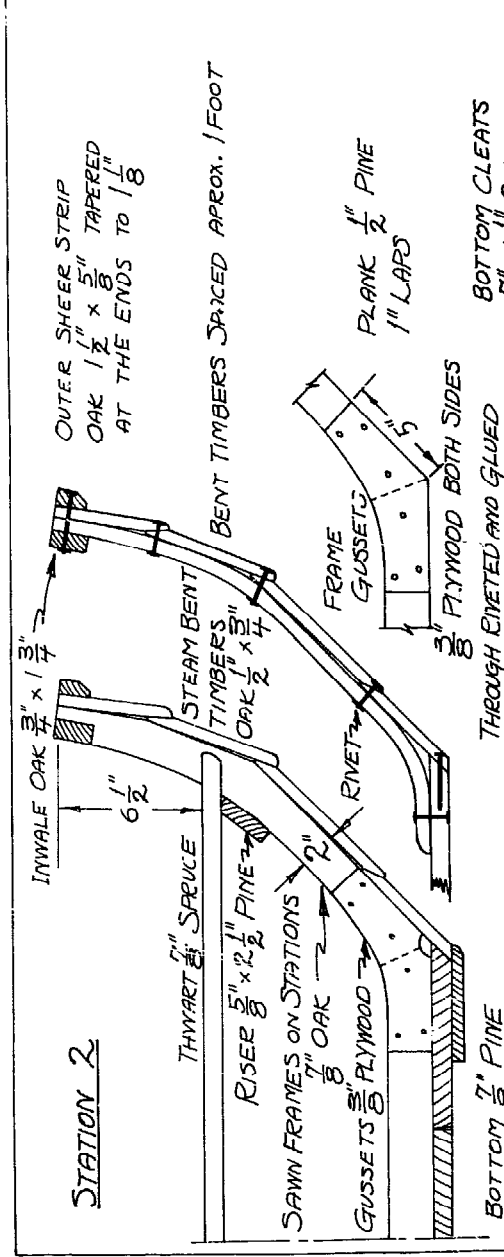 STATION 2
INWALE OAK 3/4" x 1 3/4"
OUTER SHEER STRIP
OAK 1 1/2" x 5/8" TAPERED
AT THE ENDS TO 1 1/8"
6 1/2"
THWART 7/8" SPRUCE
RISER 5/8" x 2 1/2" PINE
STEAM BENT
TIMBERS
OAK 1/2" x 3/4"
BENT TIMBERS SPACED APROX. 1 FOOT
SAWN FRAMES ON STATIONS
7/8" OAK
2"
RIVET
GUSSETS 3/8" PLYWOOD
FRAME
GUSSETS
5"
PLANK 1/2" PINE
1" LAPS
3/8" PLYWOOD BOTH SIDES
THROUGH RIVETED AND GLUED
BOTTOM 7/8" PINE
BOTTOM CLEATS